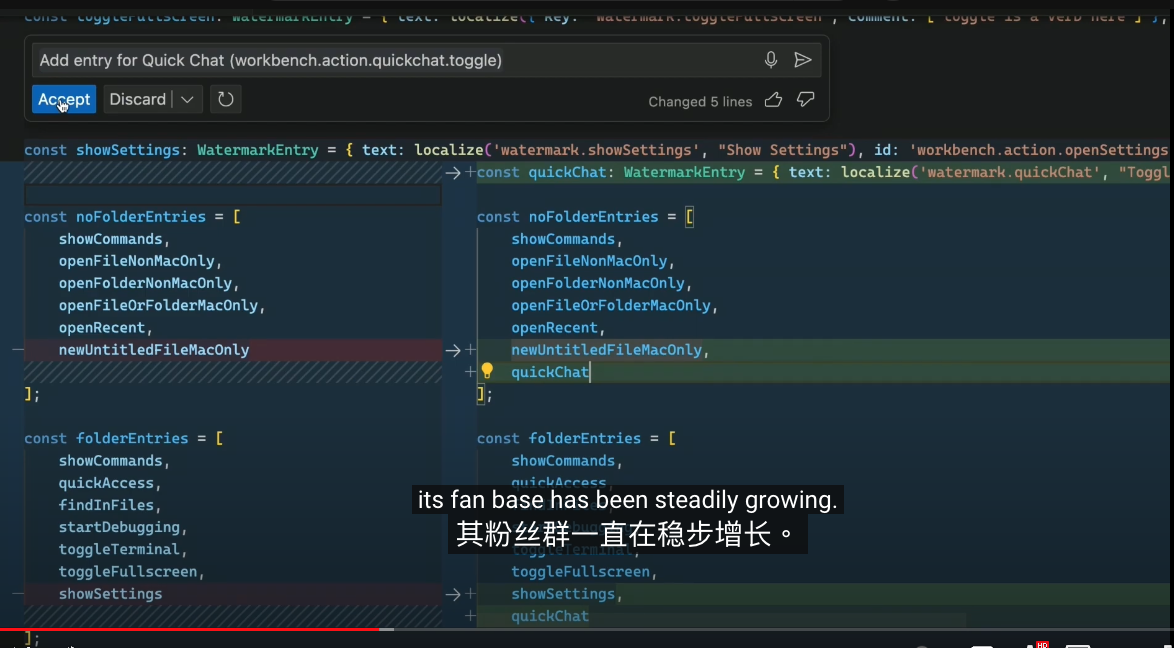 const toggleFullscreen: WatermarkEntry = { text: localize({ key: 'watermark.toggleFullscreen', comment: ['toggle is a verb here'] },
Add entry for Quick Chat (workbench.action.quickchat.toggle)
Accept Discard
Changed 5 lines
const showSettings: WatermarkEntry = { text: localize('watermark.showSettings', "Show Settings"), id: 'workbench.action.openSettings
+const quickChat: WatermarkEntry = { text: localize('watermark.quickChat', "Toggl
const noFolderEntries = [ const noFolderEntries = [
showCommands, showCommands,
openFileNonMacOnly, openFileNonMacOnly,
openFolderNonMacOnly, openFolderNonMacOnly,
openFileOrFolderMacOnly, openFileOrFolderMacOnly,
openRecent, openRecent,
— newUntitledFileMacOnly + newUntitledFileMacOnly,
+ quickChat
]; ];
const folderEntries = [ const folderEntries = [
showCommands, showCommands,
quickAccess, quickAccess,
findInFiles,
startDebugging,
toggleTerminal, toggleTerminal,
toggleFullscreen, toggleFullscreen,
— showSettings + showSettings,
+ quickChat
];
its fan base has been steadily growing.
其粉丝群一直在稳步增长。
HD